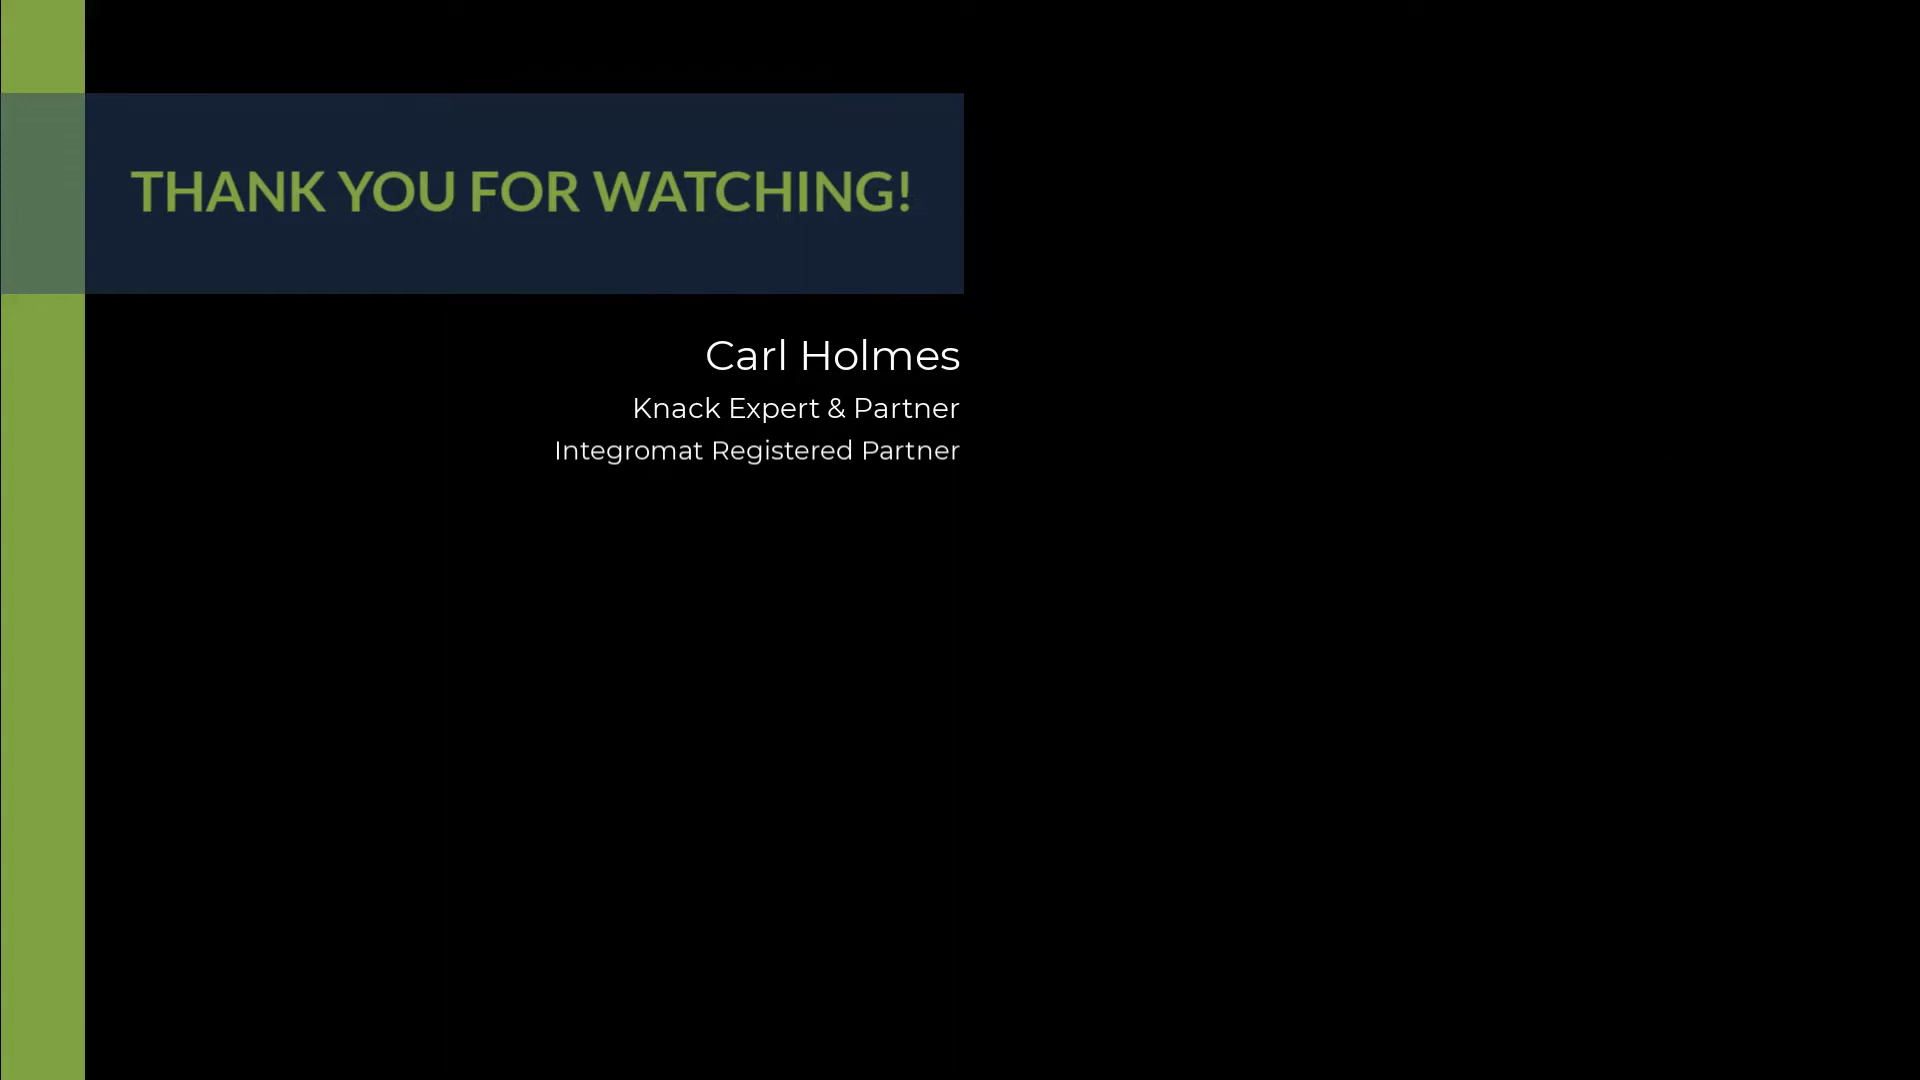 THANK YOU FOR WATCHING!
Carl Holmes
Knack Expert & Partner
Integromat Registered Partner